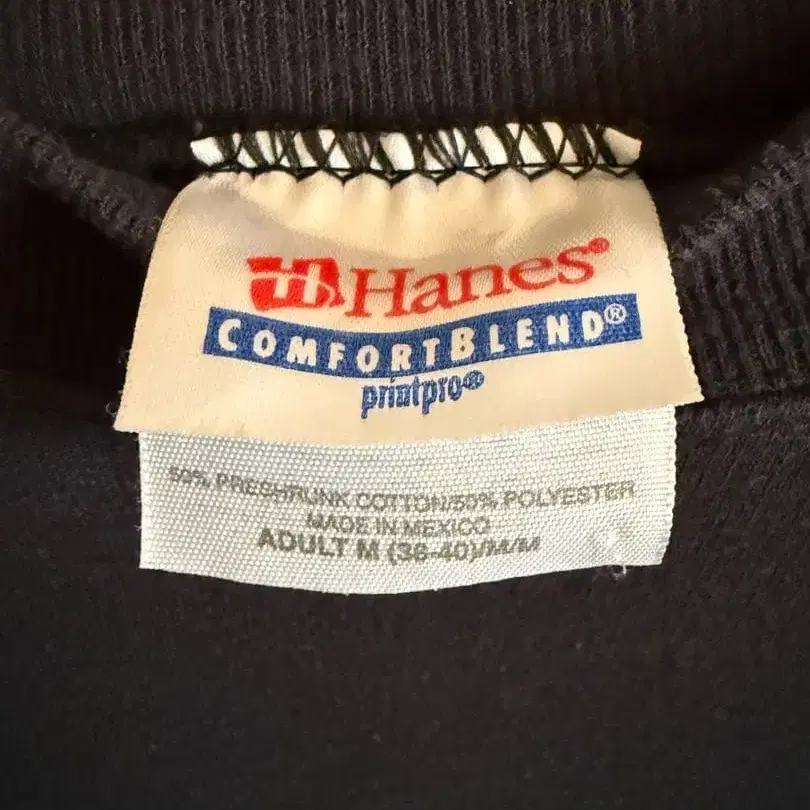 Hanes®
COMFORTBLEND®
printpro®
50% PRESHRUNK COTTON/50% POLYESTER
MADE IN MEXICO
ADULT M (38-40)/M/M